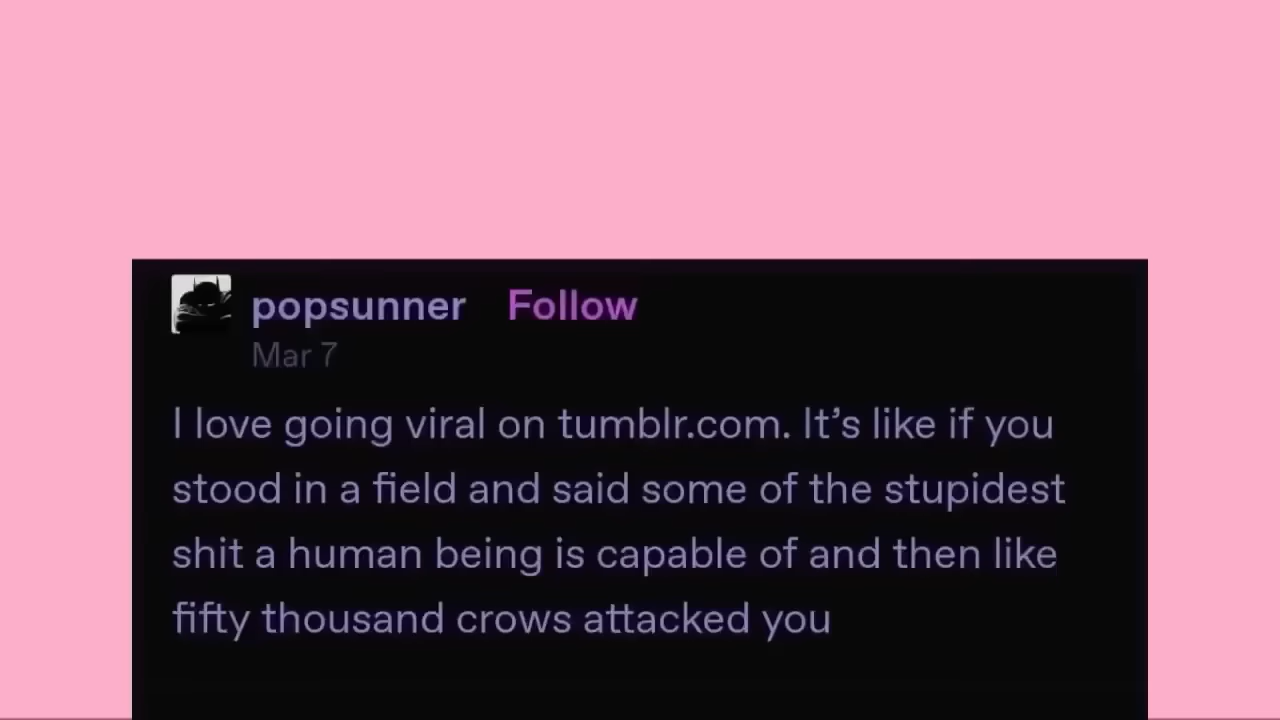 popsunner Follow
Mar 7
I love going viral on tumblr.com. It’s like if you
stood in a field and said some of the stupidest
shit a human being is capable of and then like
fifty thousand crows attacked you